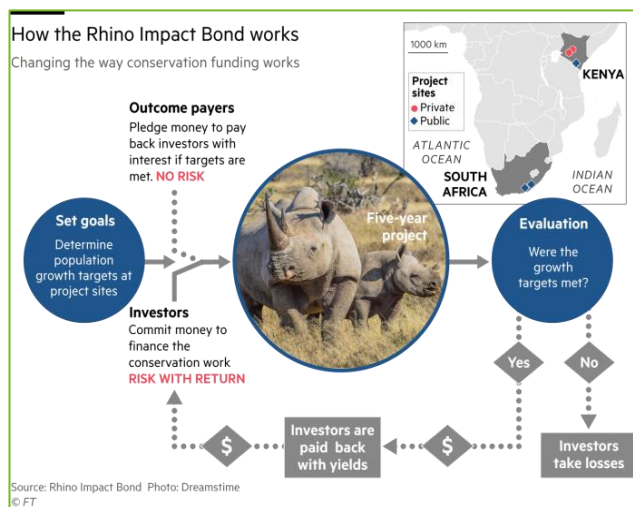 How the Rhino Impact Bond works
Changing the way conservation funding works
1000 km
Project
sites
Private
Public
KENYA
ATLANTIC
OCEAN
SOUTH
AFRICA
INDIAN
OCEAN
Outcome payers
Pledge money to pay
back investors with
interest if targets are
met. NO RISK
Set goals
Determine
population
growth targets at
project sites
Investors
Commit money to
finance the
conservation work
RISK WITH RETURN
Five-year
project
Evaluation
Were the
growth
targets met?
Yes
No
$
Investors are
paid back
with yields
$
Investors
take losses
Source: Rhino Impact Bond Photo: Dreamstime
© FT